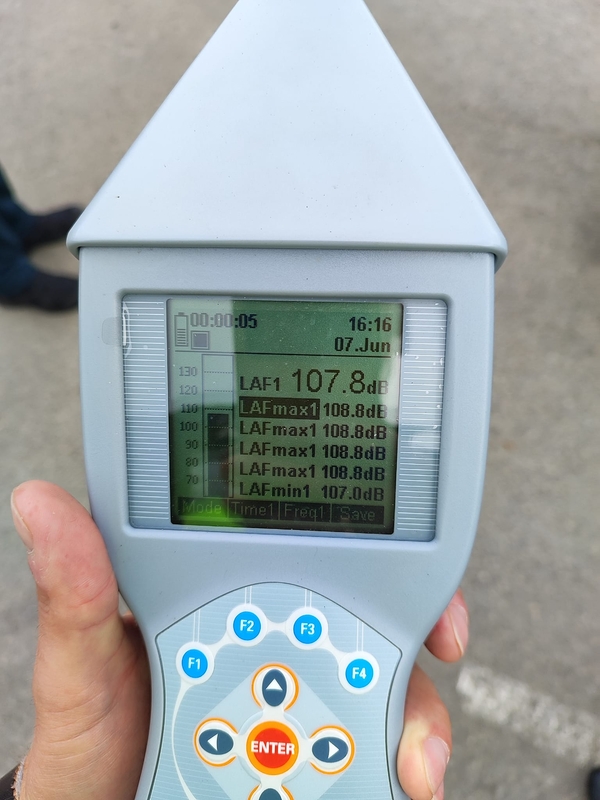 00:00:05 16:16
07.Jun
130
120
110
100
90
80
70
LAF1 107.8dB
LAFmax1 108.8dB
LAFmax1 108.8dB
LAFmax1 108.8dB
LAFmax1 108.8dB
LAFmin1 107.0dB
Mode Time1 Freq1 Save
F1 F2 F3 F4
ENTER